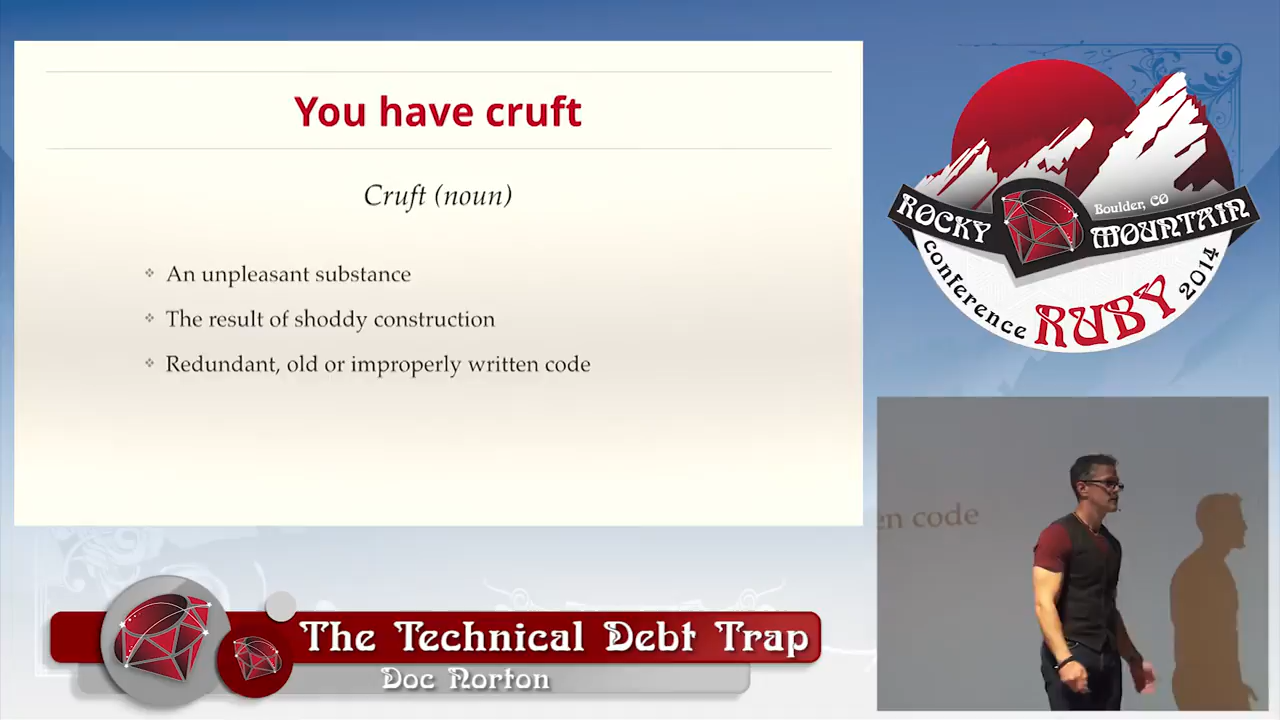 You have cruft
Cruft (noun)
An unpleasant substance
The result of shoddy construction
Redundant, old or improperly written code
Boulder, CO
ROCKY MOUNTAIN
conference RUBY 2014
en code
The Technical Debt Trap
Doc Norton